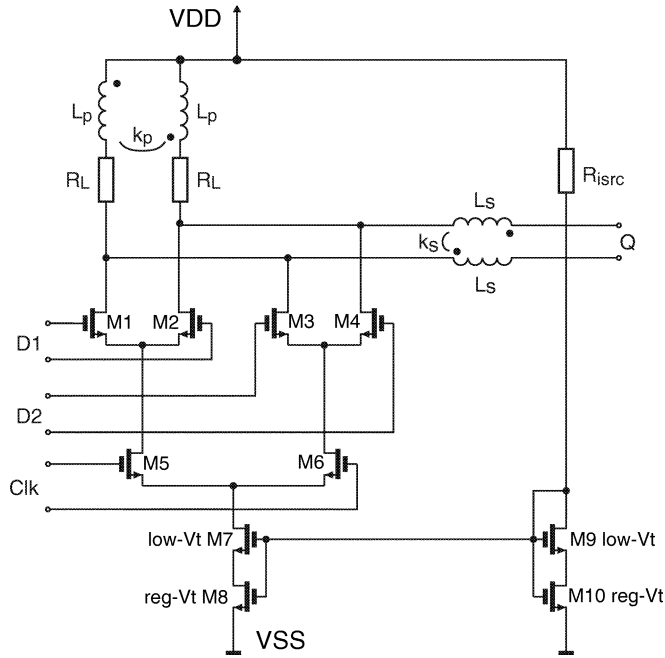 VDD
Lp
Lp
kp
RL
RL
Risrc
Ls
ks
Q
Ls
M1
M2
M3
M4
D1
D2
M5
M6
Clk
low-Vt M7
M9 low-Vt
reg-Vt M8
M10 reg-Vt
VSS